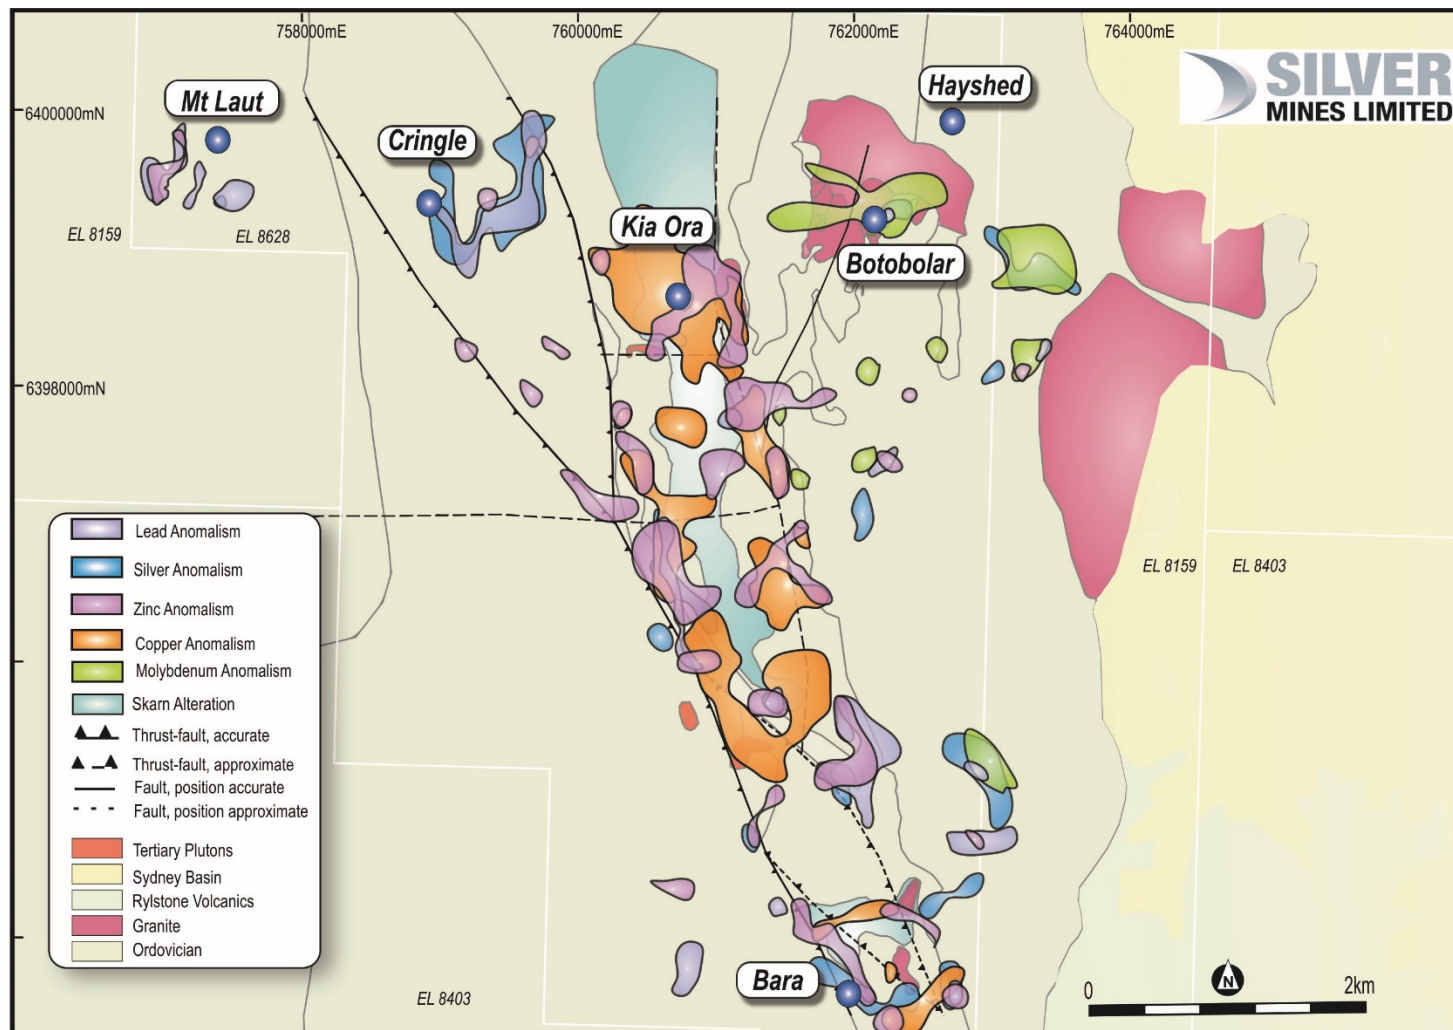 758000mE
760000mE
762000mE
764000mE
SILVER
MINES LIMITED
6400000mN
Mt Laut
Hayshed
Cringle
Kia Ora
EL 8159
EL 8628
Botobolar
6398000mN
Lead Anomalism
Silver Anomalism
Zinc Anomalism
Copper Anomalism
Molybdenum Anomalism
Skarn Alteration
Thrust-fault, accurate
Thrust-fault, approximate
Fault, position accurate
Fault, position approximate
Tertiary Plutons
Sydney Basin
Rylstone Volcanics
Granite
Ordovician
EL 8159
EL 8403
Bara
EL 8403
N
0
2km